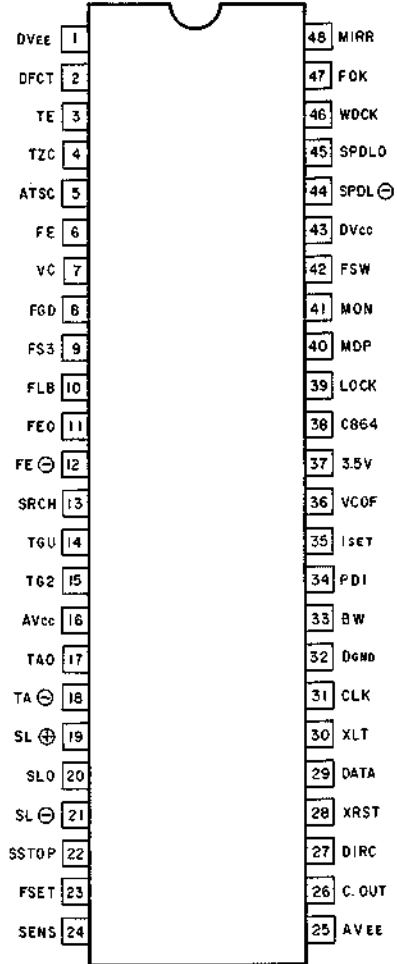 DVEE 1
DFCT 2
TE 3
TZC 4
ATSC 5
FE 6
VC 7
FGD 8
FS3 9
FLB 10
FEO 11
FE ⊖ 12
SRCH 13
TGU 14
TG2 15
AVCC 16
TAO 17
TA ⊖ 18
SL ⊕ 19
SLO 20
SL ⊖ 21
SSTOP 22
FSET 23
SENS 24
48 MIRR
47 FOK
46 WDCK
45 SPDLO
44 SPDL ⊖
43 DVCC
42 FSW
41 MON
40 MDP
39 LOCK
38 C864
37 3.5V
36 VCOF
35 ISET
34 PDI
33 BW
32 DGND
31 CLK
30 XLT
29 DATA
28 XRST
27 DIRC
26 C. OUT
25 AVEE